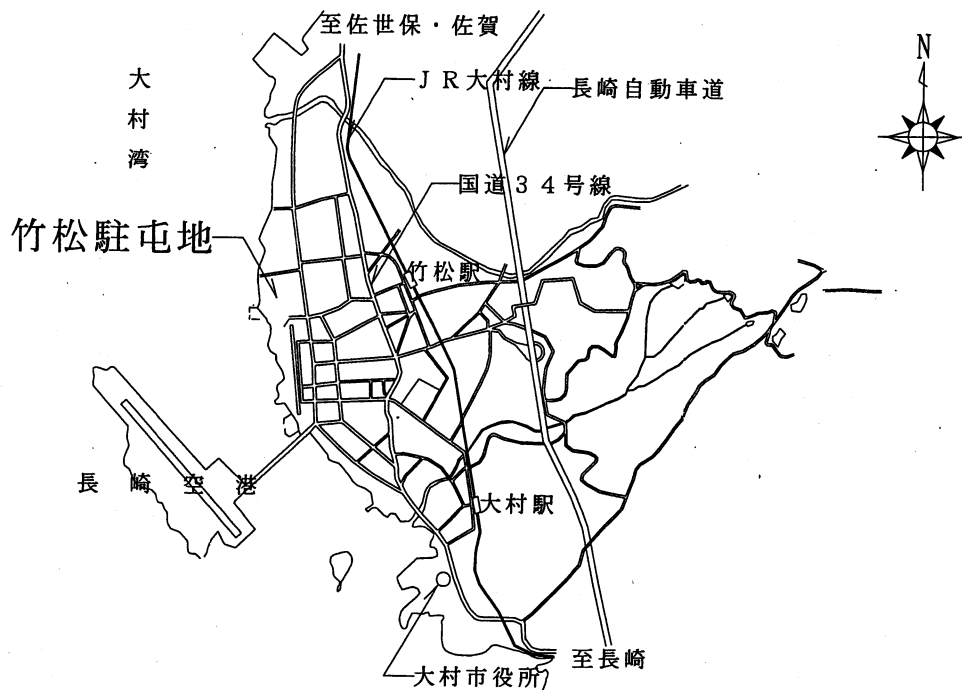 至佐世保・佐賀
大村湾
JR大村線
長崎自動車道
N
国道34号線
竹松駐屯地
竹松駅
長崎空港
大村駅
至長崎
大村市役所